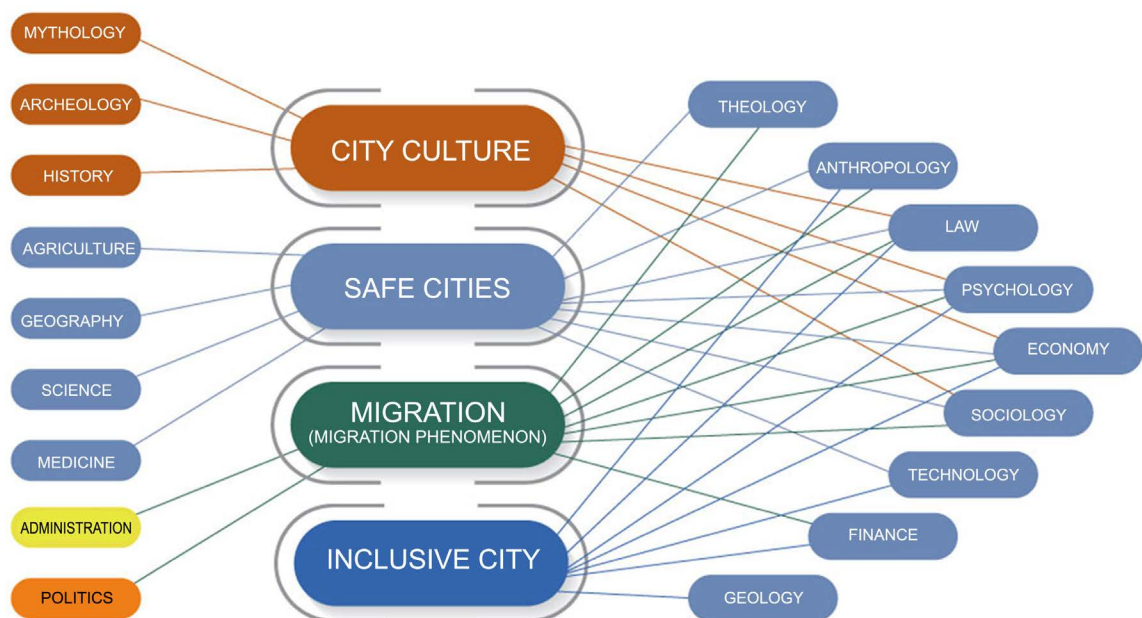 MYTHOLOGY
ARCHEOLOGY
HISTORY
AGRICULTURE
GEOGRAPHY
SCIENCE
MEDICINE
ADMINISTRATION
POLITICS
CITY CULTURE
SAFE CITIES
MIGRATION
(MIGRATION PHENOMENON)
INCLUSIVE CITY
THEOLOGY
ANTHROPOLOGY
LAW
PSYCHOLOGY
ECONOMY
SOCIOLOGY
TECHNOLOGY
FINANCE
GEOLOGY